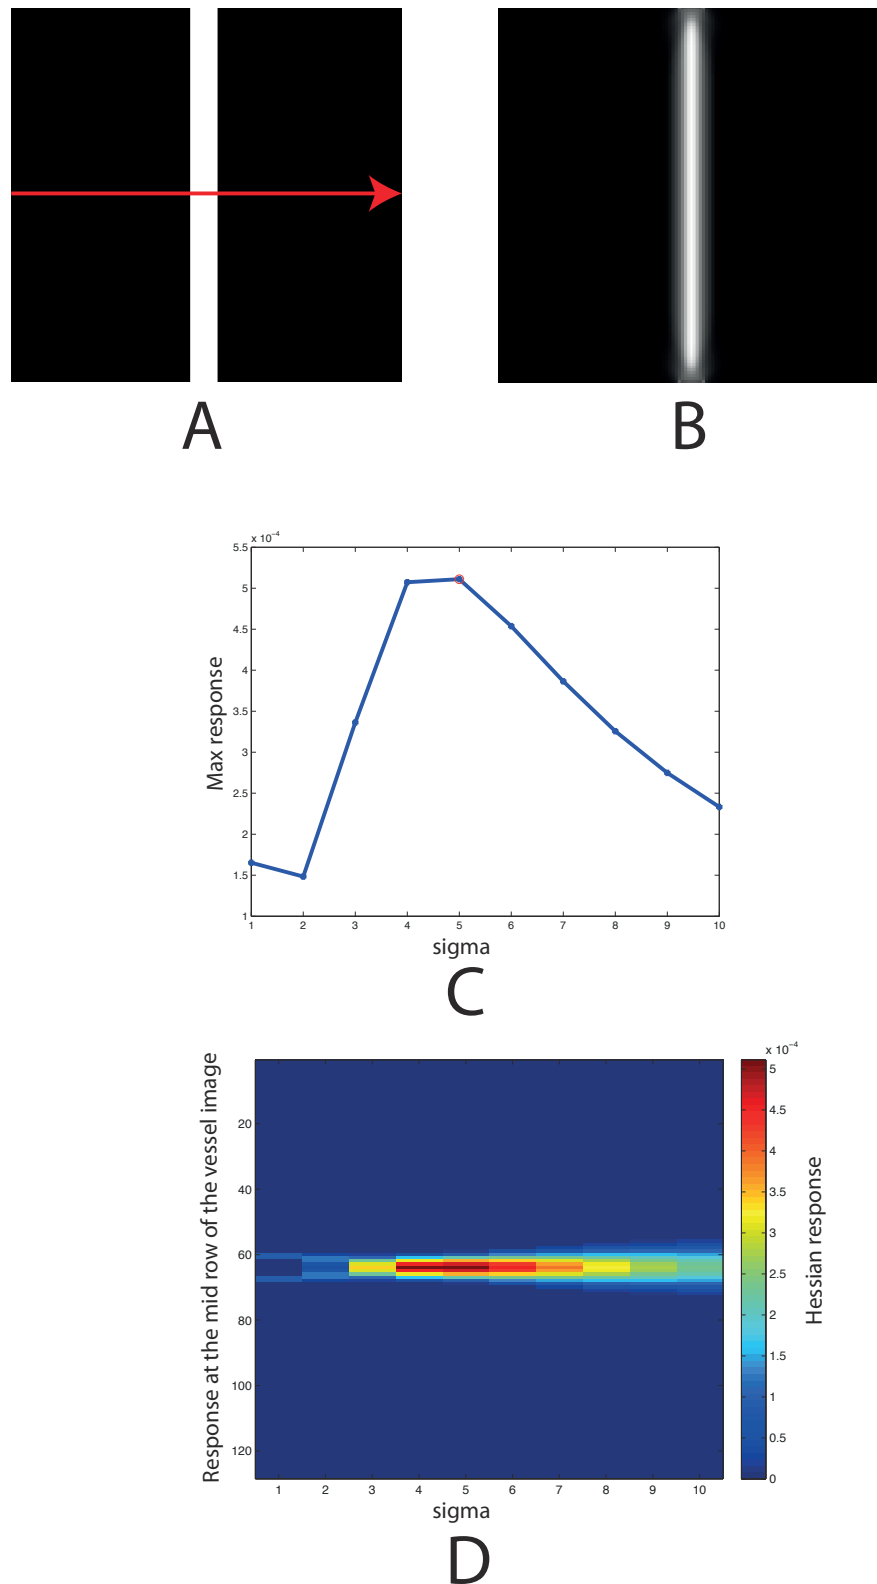 A
B
x 10⁻⁴
5.5
5
4.5
4
3.5
3
2.5
2
1.5
1
Max response
1 2 3 4 5 6 7 8 9 10
sigma
C
x 10⁻⁴
Response at the mid row of the vessel image
20
40
60
80
100
120
1 2 3 4 5 6 7 8 9 10
sigma
5
4.5
4
3.5
3
2.5
2
1.5
1
0.5
0
Hessian response
D